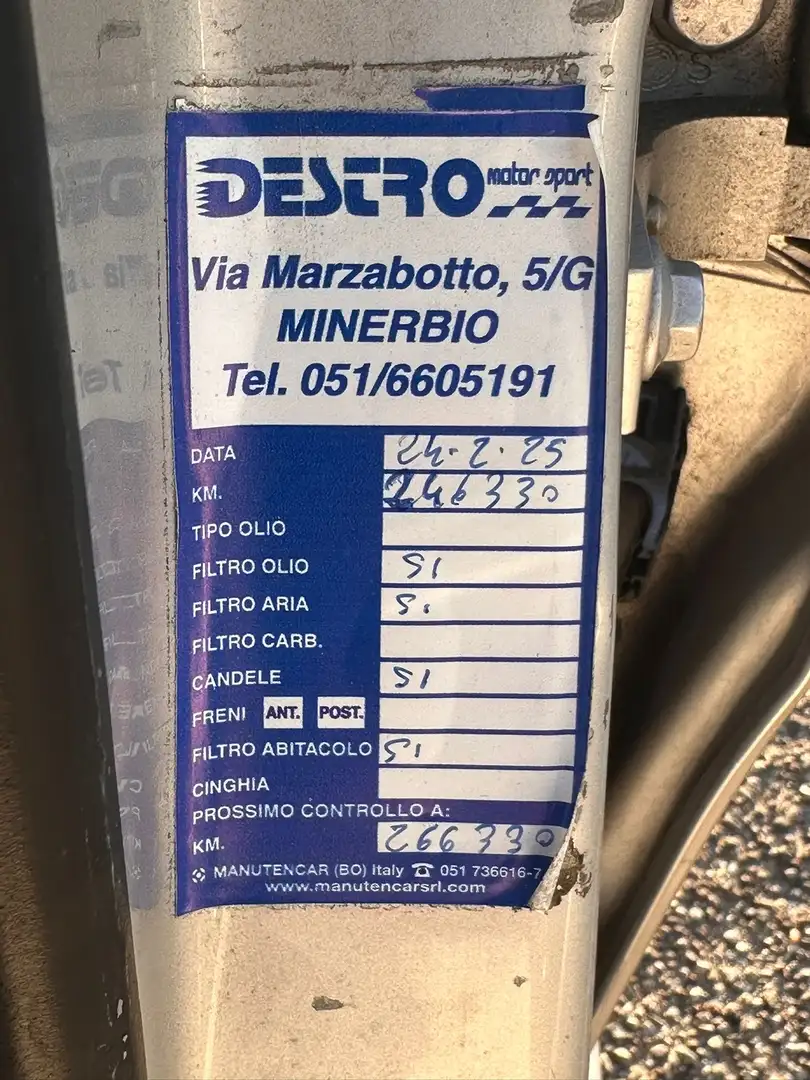 DESTRO motor sport
Via Marzabotto, 5/G
MINERBIO
Tel. 051/6605191
DATA 24-2-25
KM. 246330
TIPO OLIO
FILTRO OLIO SI
FILTRO ARIA SI
FILTRO CARB.
CANDELE SI
FRENI ANT. POST.
FILTRO ABITACOLO SI
CINGHIA
PROSSIMO CONTROLLO A:
KM. 266330
MANUTENCAR (BO) Italy ☎ 051 736616-7
www.manutencarsrl.com